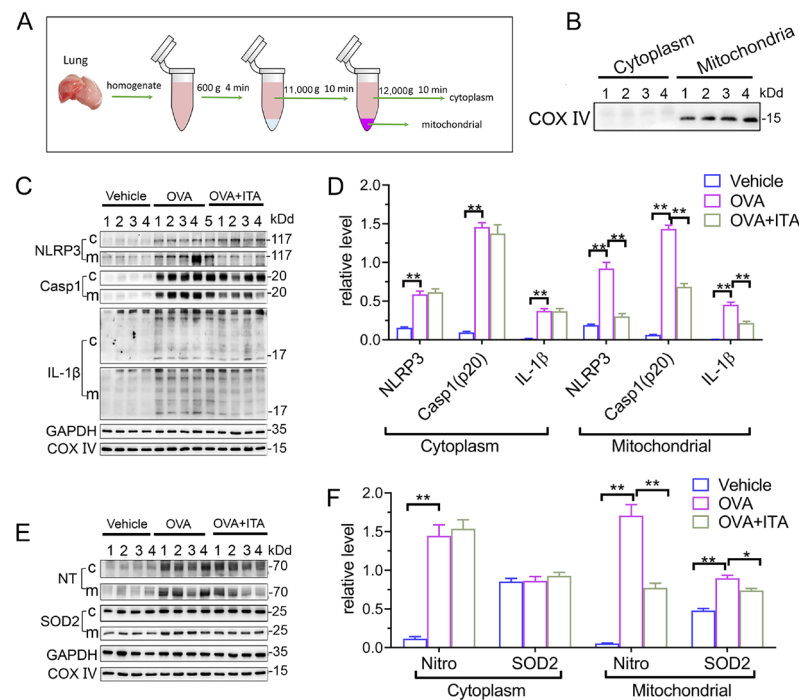 A
Lung
homogenate
600 g 4 min
11,000g 10 min
12,000g 10 min
cytoplasm
mitochondrial
B
Cytoplasm Mitochondria
1 2 3 4 1 2 3 4 kDd
COX IV -15
C
Vehicle OVA OVA+ITA
1 2 3 4 1 2 3 4 5 1 2 3 4 kDd
NLRP3 c -117
m -117
Casp1 c -20
m -20
IL-1β c -17
m -17
GAPDH -35
COX IV -15
D
Vehicle
OVA
OVA+ITA
relative level
2.0
1.5
1.0
0.5
0.0
** ** ** ** ** ** ** ** **
NLRP3 Casp1(p20) IL-1β NLRP3 Casp1(p20) IL-1β
Cytoplasm Mitochondrial
E
Vehicle OVA OVA+ITA
1 2 3 4 1 2 3 4 1 2 3 4 kDd
NT c -70
m -70
SOD2 c -25
m -25
GAPDH -35
COX IV -15
F
Vehicle
OVA
OVA+ITA
relative level
2.0
1.5
1.0
0.5
0.0
** ** ** ** *
Nitro SOD2 Nitro SOD2
Cytoplasm Mitochondrial